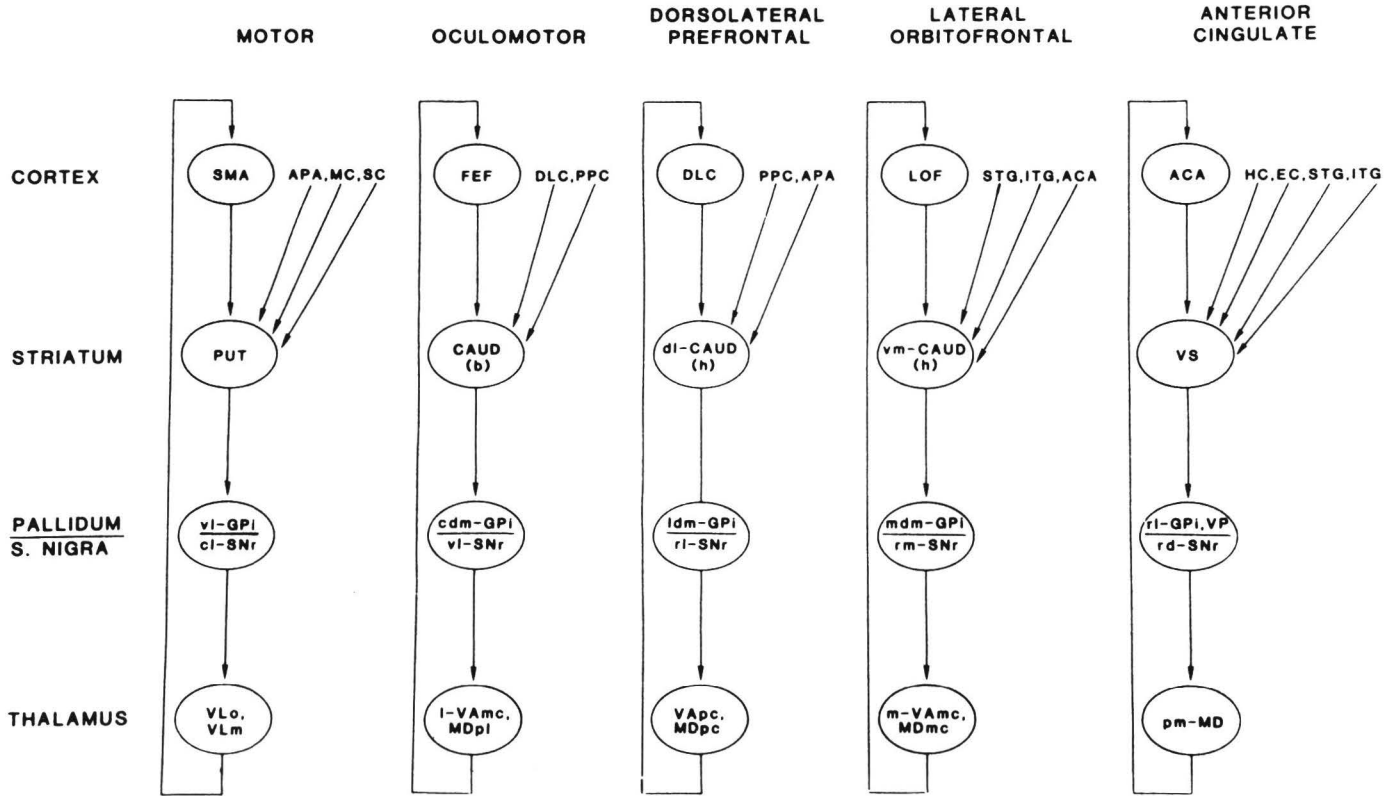 MOTOR
OCULOMOTOR
DORSOLATERAL
PREFRONTAL
LATERAL
ORBITOFRONTAL
ANTERIOR
CINGULATE
CORTEX
SMA
APA,MC,SC
FEF
DLC,PPC
DLC
PPC,APA
LOF
STG,ITG,ACA
ACA
HC,EC,STG,ITG
STRIATUM
PUT
CAUD
(b)
dl-CAUD
(h)
vm-CAUD
(h)
VS
PALLIDUM
S. NIGRA
vl-GPi
cl-SNr
cdm-GPi
vl-SNr
ldm-GPi
rl-SNr
mdm-GPi
rm-SNr
rl-GPi,VP
rd-SNr
THALAMUS
VLo,
VLm
l-VAmc,
MDpl
VApc,
MDpc
m-VAmc,
MDmc
pm-MD